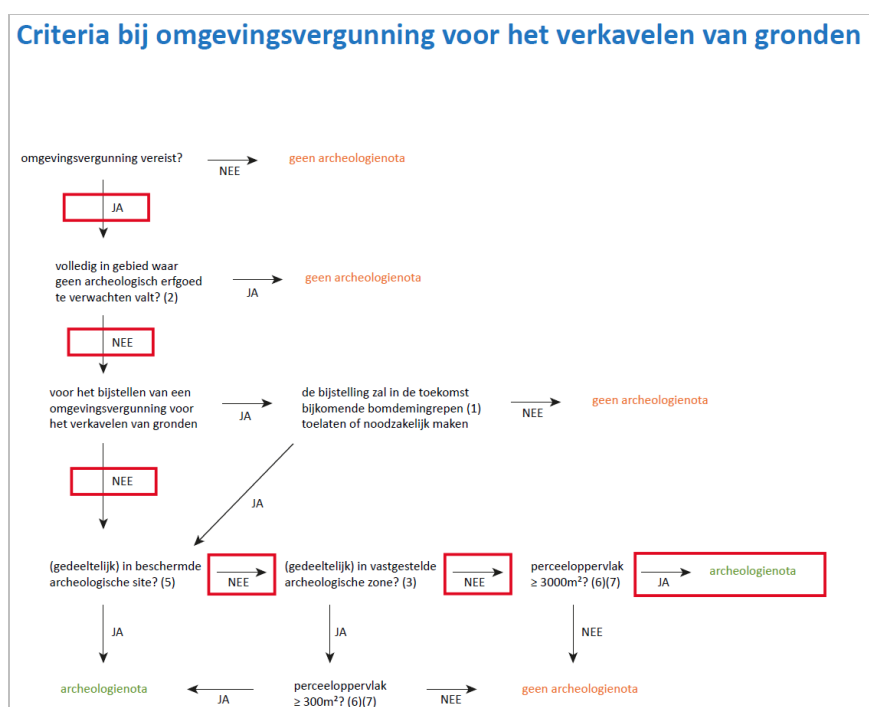 Criteria bij omgevingsvergunning voor het verkavelen van gronden
omgevingsvergunning vereist?
NEE
geen archeologienota
JA
volledig in gebied waar
geen archeologisch erfgoed
te verwachten valt? (2)
JA
geen archeologienota
NEE
voor het bijstellen van een
omgevingsvergunning voor
het verkavelen van gronden
JA
de bijstelling zal in de toekomst
bijkomende bomdemingrepen (1)
toelaten of noodzakelijk maken
NEE
geen archeologienota
NEE
JA
(gedeeltelijk) in beschermde
archeologische site? (5)
NEE
(gedeeltelijk) in vastgestelde
archeologische zone? (3)
NEE
perceeloppervlak
≥ 3000m²? (6)(7)
JA
archeologienota
JA
JA
NEE
archeologienota
JA
perceeloppervlak
≥ 300m²? (6)(7)
NEE
geen archeologienota